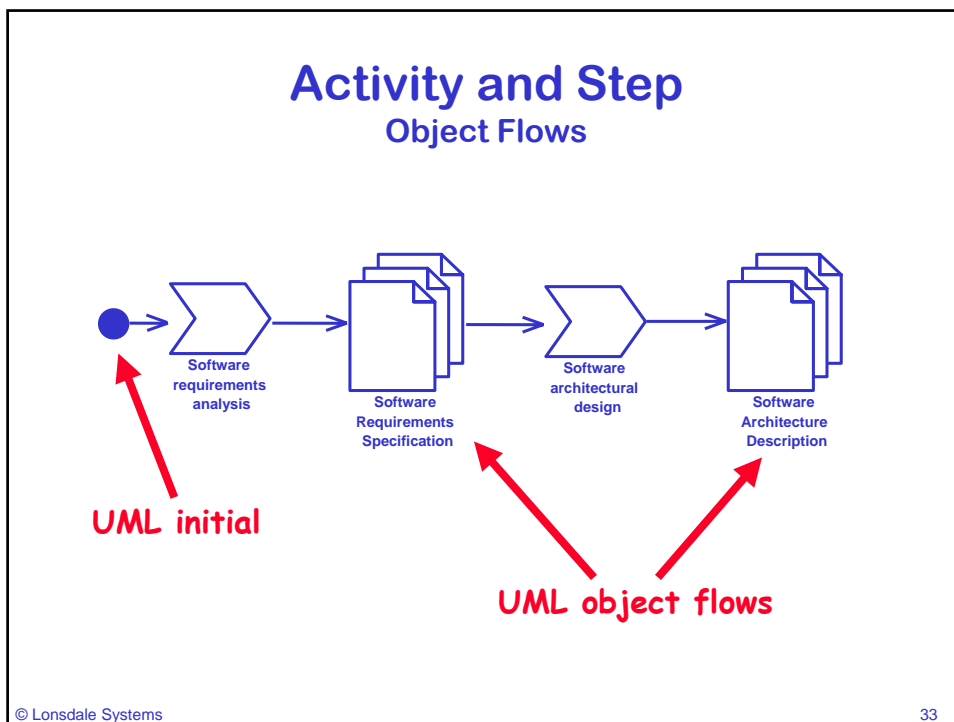 Activity and Step
Object Flows
Software
requirements
analysis
Software
Requirements
Specification
Software
architectural
design
Software
Architecture
Description
UML initial
UML object flows
© Lonsdale Systems
33